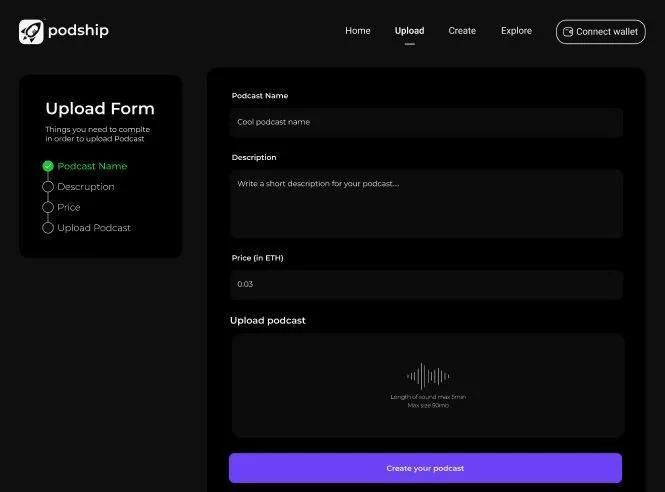 podship
Home
Upload
Create
Explore
Connect wallet
Upload Form
Things you need to complte
in order to upload Podcast
Podcast Name
Descruption
Price
Upload Podcast
Podcast Name
Cool podcast name
Description
Write a short description for your podcast....
Price (in ETH)
0.03
Upload podcast
Length of sound max 5min
Max size 50mo
Create your podcast